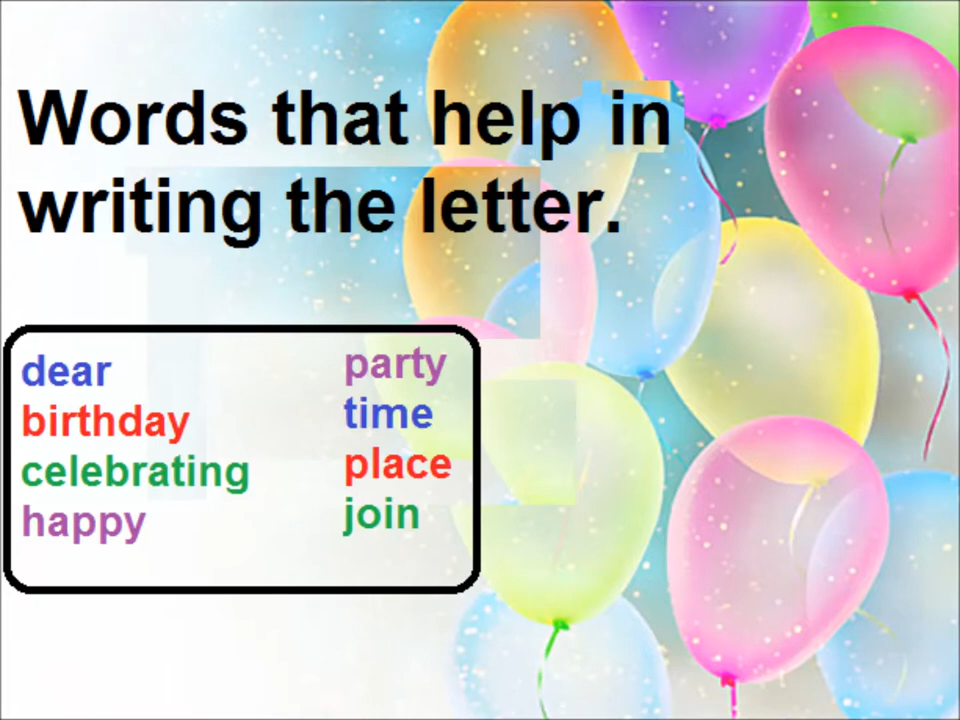 Words that help in
writing the letter.
dear
birthday
celebrating
happy
party
time
place
join